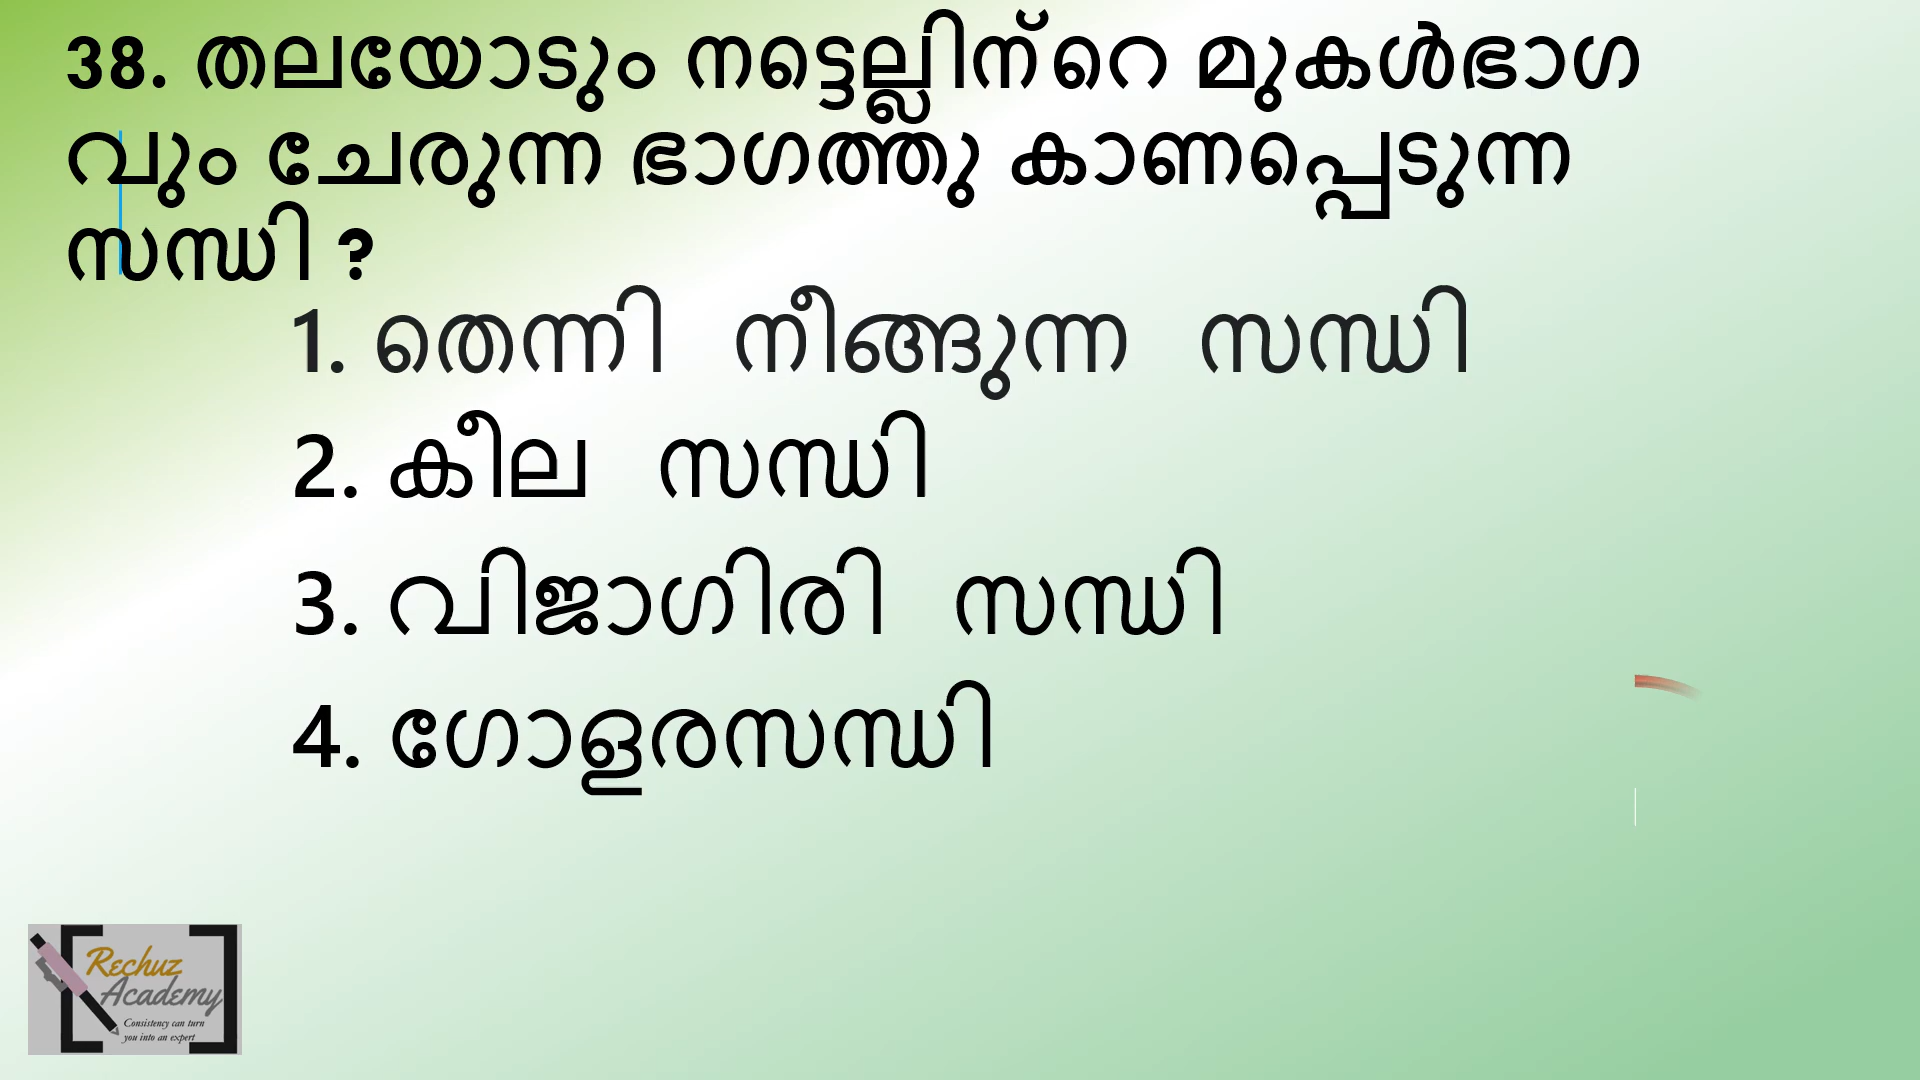 38. തലയോടും നട്ടെല്ലിന്റെ മുകൾഭാഗ
വും ചേരുന്ന ഭാഗത്തു കാണപ്പെടുന്ന
സന്ധി ?
1. തെന്നി നീങ്ങുന്ന സന്ധി
2. കീല സന്ധി
3. വിജാഗിരി സന്ധി
4. ഗോളരസന്ധി
Rechuz
Academy
Consistency can turn
you into an expert